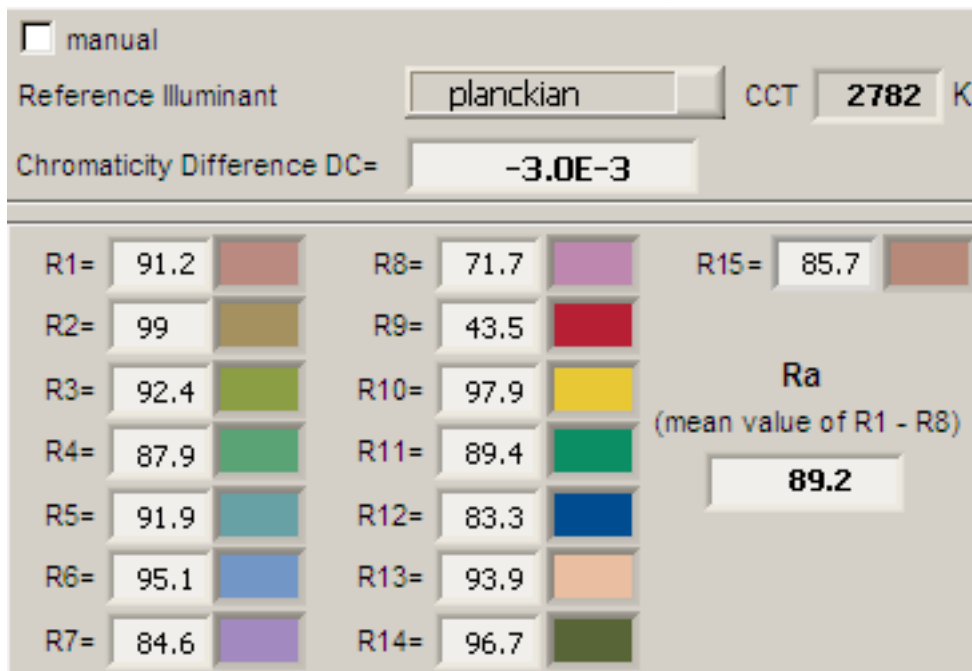 manual
Reference Illuminant planckian CCT 2782 K
Chromaticity Difference DC= -3.0E-3
R1= 91.2 R8= 71.7 R15= 85.7
R2= 99 R9= 43.5
R3= 92.4 R10= 97.9 Ra
(mean value of R1 - R8)
R4= 87.9 R11= 89.4
89.2
R5= 91.9 R12= 83.3
R6= 95.1 R13= 93.9
R7= 84.6 R14= 96.7